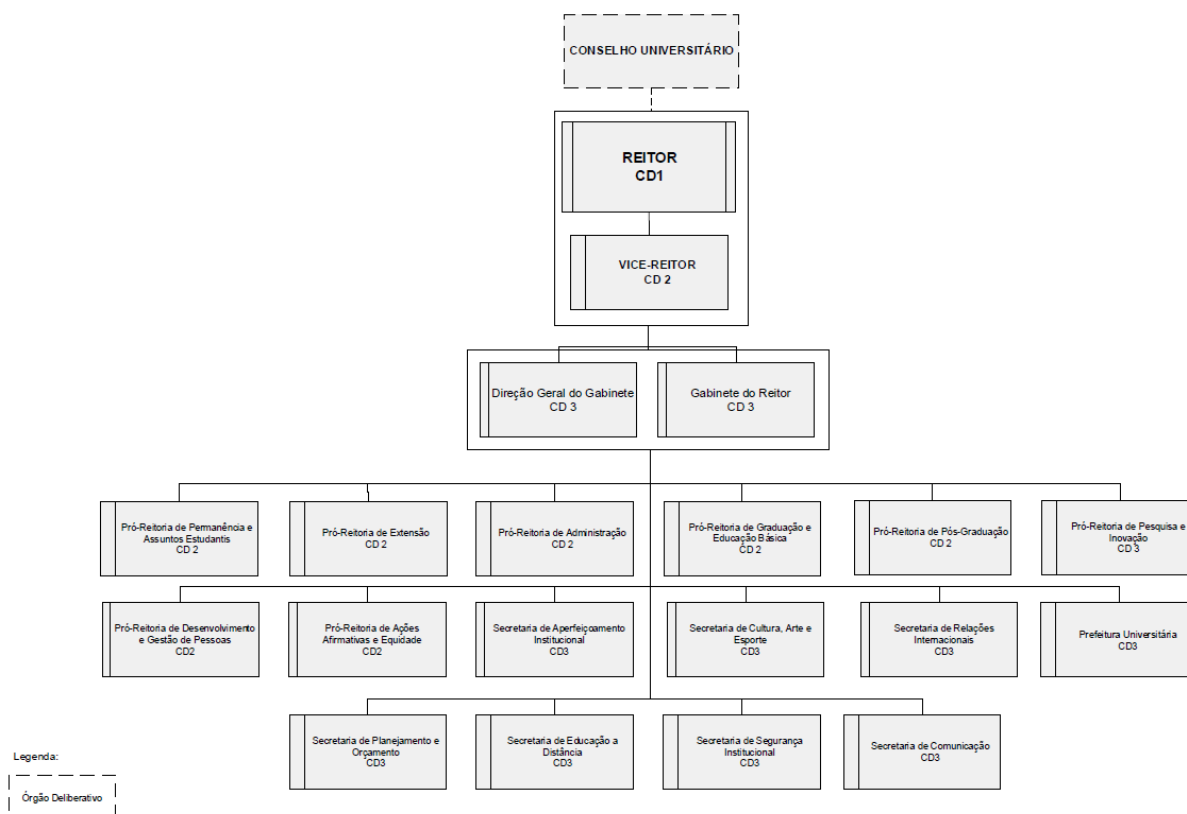 CONSELHO UNIVERSITÁRIO
REITOR
CD1
VICE-REITOR
CD 2
Direção Geral do Gabinete
CD 3
Gabinete do Reitor
CD 3
Pró-Reitoria de Permanência e
Assuntos Estudantis
CD 2
Pró-Reitoria de Extensão
CD 2
Pró-Reitoria de Administração
CD 2
Pró-Reitoria de Graduação e
Educação Básica
CD 2
Pró-Reitoria de Pós-Graduação
CD 2
Pró-Reitoria de Pesquisa e
Inovação
CD 3
Pró-Reitoria de Desenvolvimento
e Gestão de Pessoas
CD2
Pró-Reitoria de Ações
Afirmativas e Equidade
CD2
Secretaria de Aperfeiçoamento
Institucional
CD3
Secretaria de Cultura, Arte e
Esporte
CD3
Secretaria de Relações
Internacionais
CD3
Prefeitura Universitária
CD3
Secretaria de Planejamento e
Orçamento
CD3
Secretaria de Educação a
Distância
CD3
Secretaria de Segurança
Institucional
CD3
Secretaria de Comunicação
CD3
Legenda:
Órgão Deliberativo